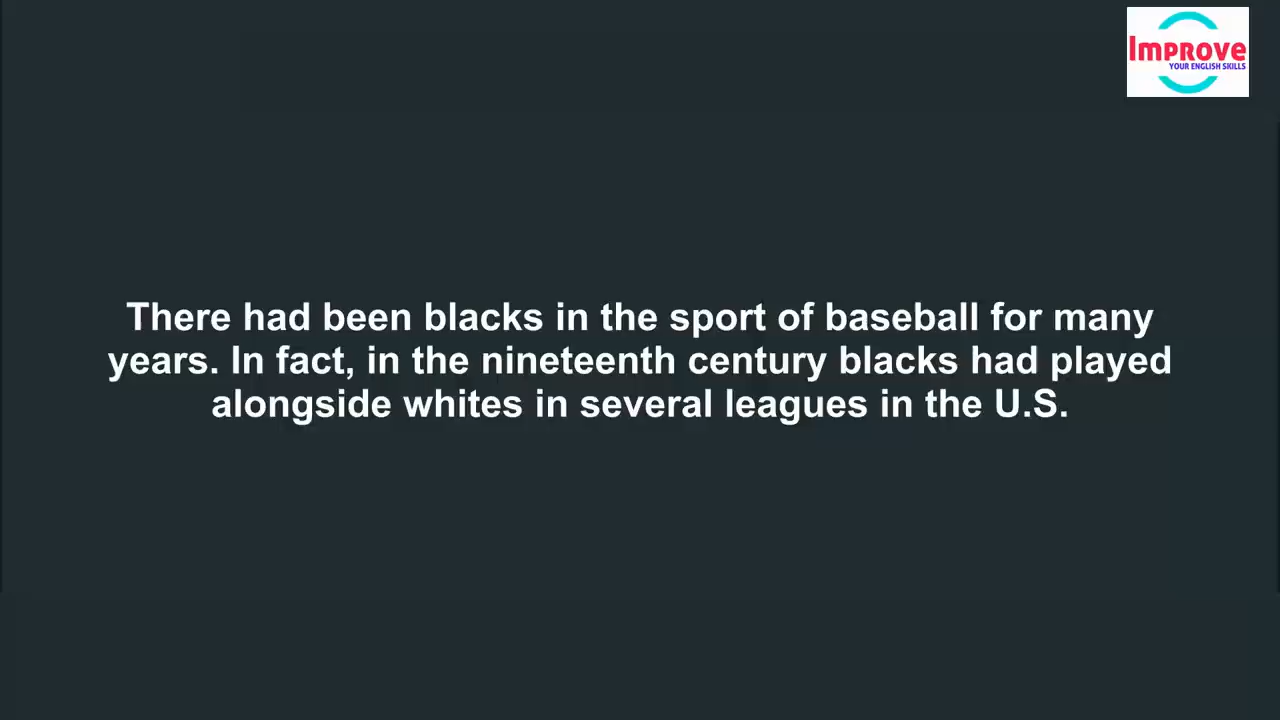 Improve
YOUR ENGLISH SKILLS
There had been blacks in the sport of baseball for many
years. In fact, in the nineteenth century blacks had played
alongside whites in several leagues in the U.S.